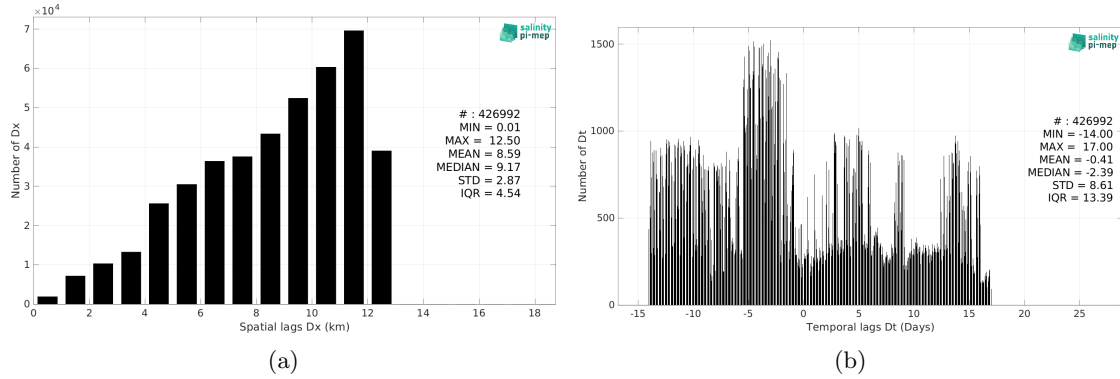 ×10⁴
7
6
5
4
3
2
1
0
Number of Dx
0 2 4 6 8 10 12 14 16 18
Spatial lags Dx (km)
salinity
pi-mep
# : 426992
MIN = 0.01
MAX = 12.50
MEAN = 8.59
MEDIAN = 9.17
STD = 2.87
IQR = 4.54
(a)
1500
1000
500
0
Number of Dt
-15 -10 -5 0 5 10 15 20 25
Temporal lags Dt (Days)
salinity
pi-mep
# : 426992
MIN = -14.00
MAX = 17.00
MEAN = -0.41
MEDIAN = -2.39
STD = 8.61
IQR = 13.39
(b)